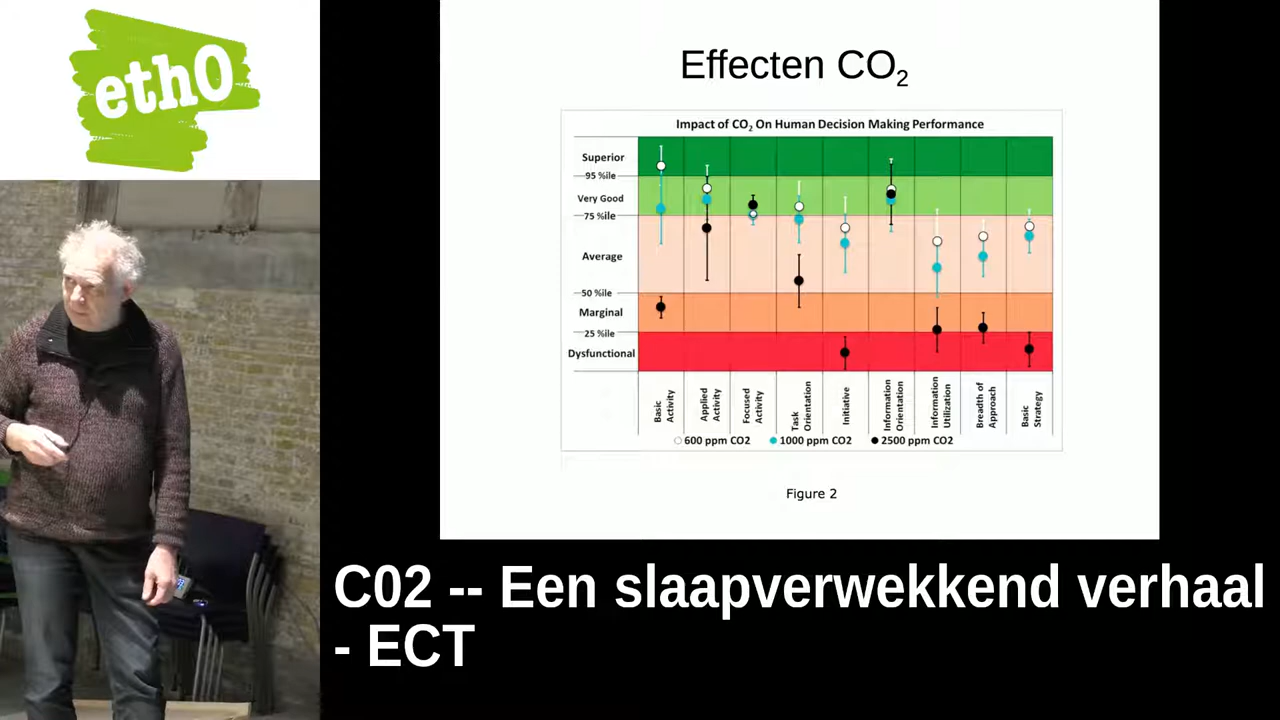 eth0
Effecten CO₂
Impact of CO₂ On Human Decision Making Performance
Superior
95 %ile
Very Good
75 %ile
Average
50 %ile
Marginal
25 %ile
Dysfunctional
Basic
Activity
Applied
Activity
Focused
Activity
Task
Orientation
Initiative
Information
Orientation
Information
Utilization
Breadth of
Approach
Basic
Strategy
600 ppm CO2 1000 ppm CO2 2500 ppm CO2
Figure 2
C02 -- Een slaapverwekkend verhaal
- ECT